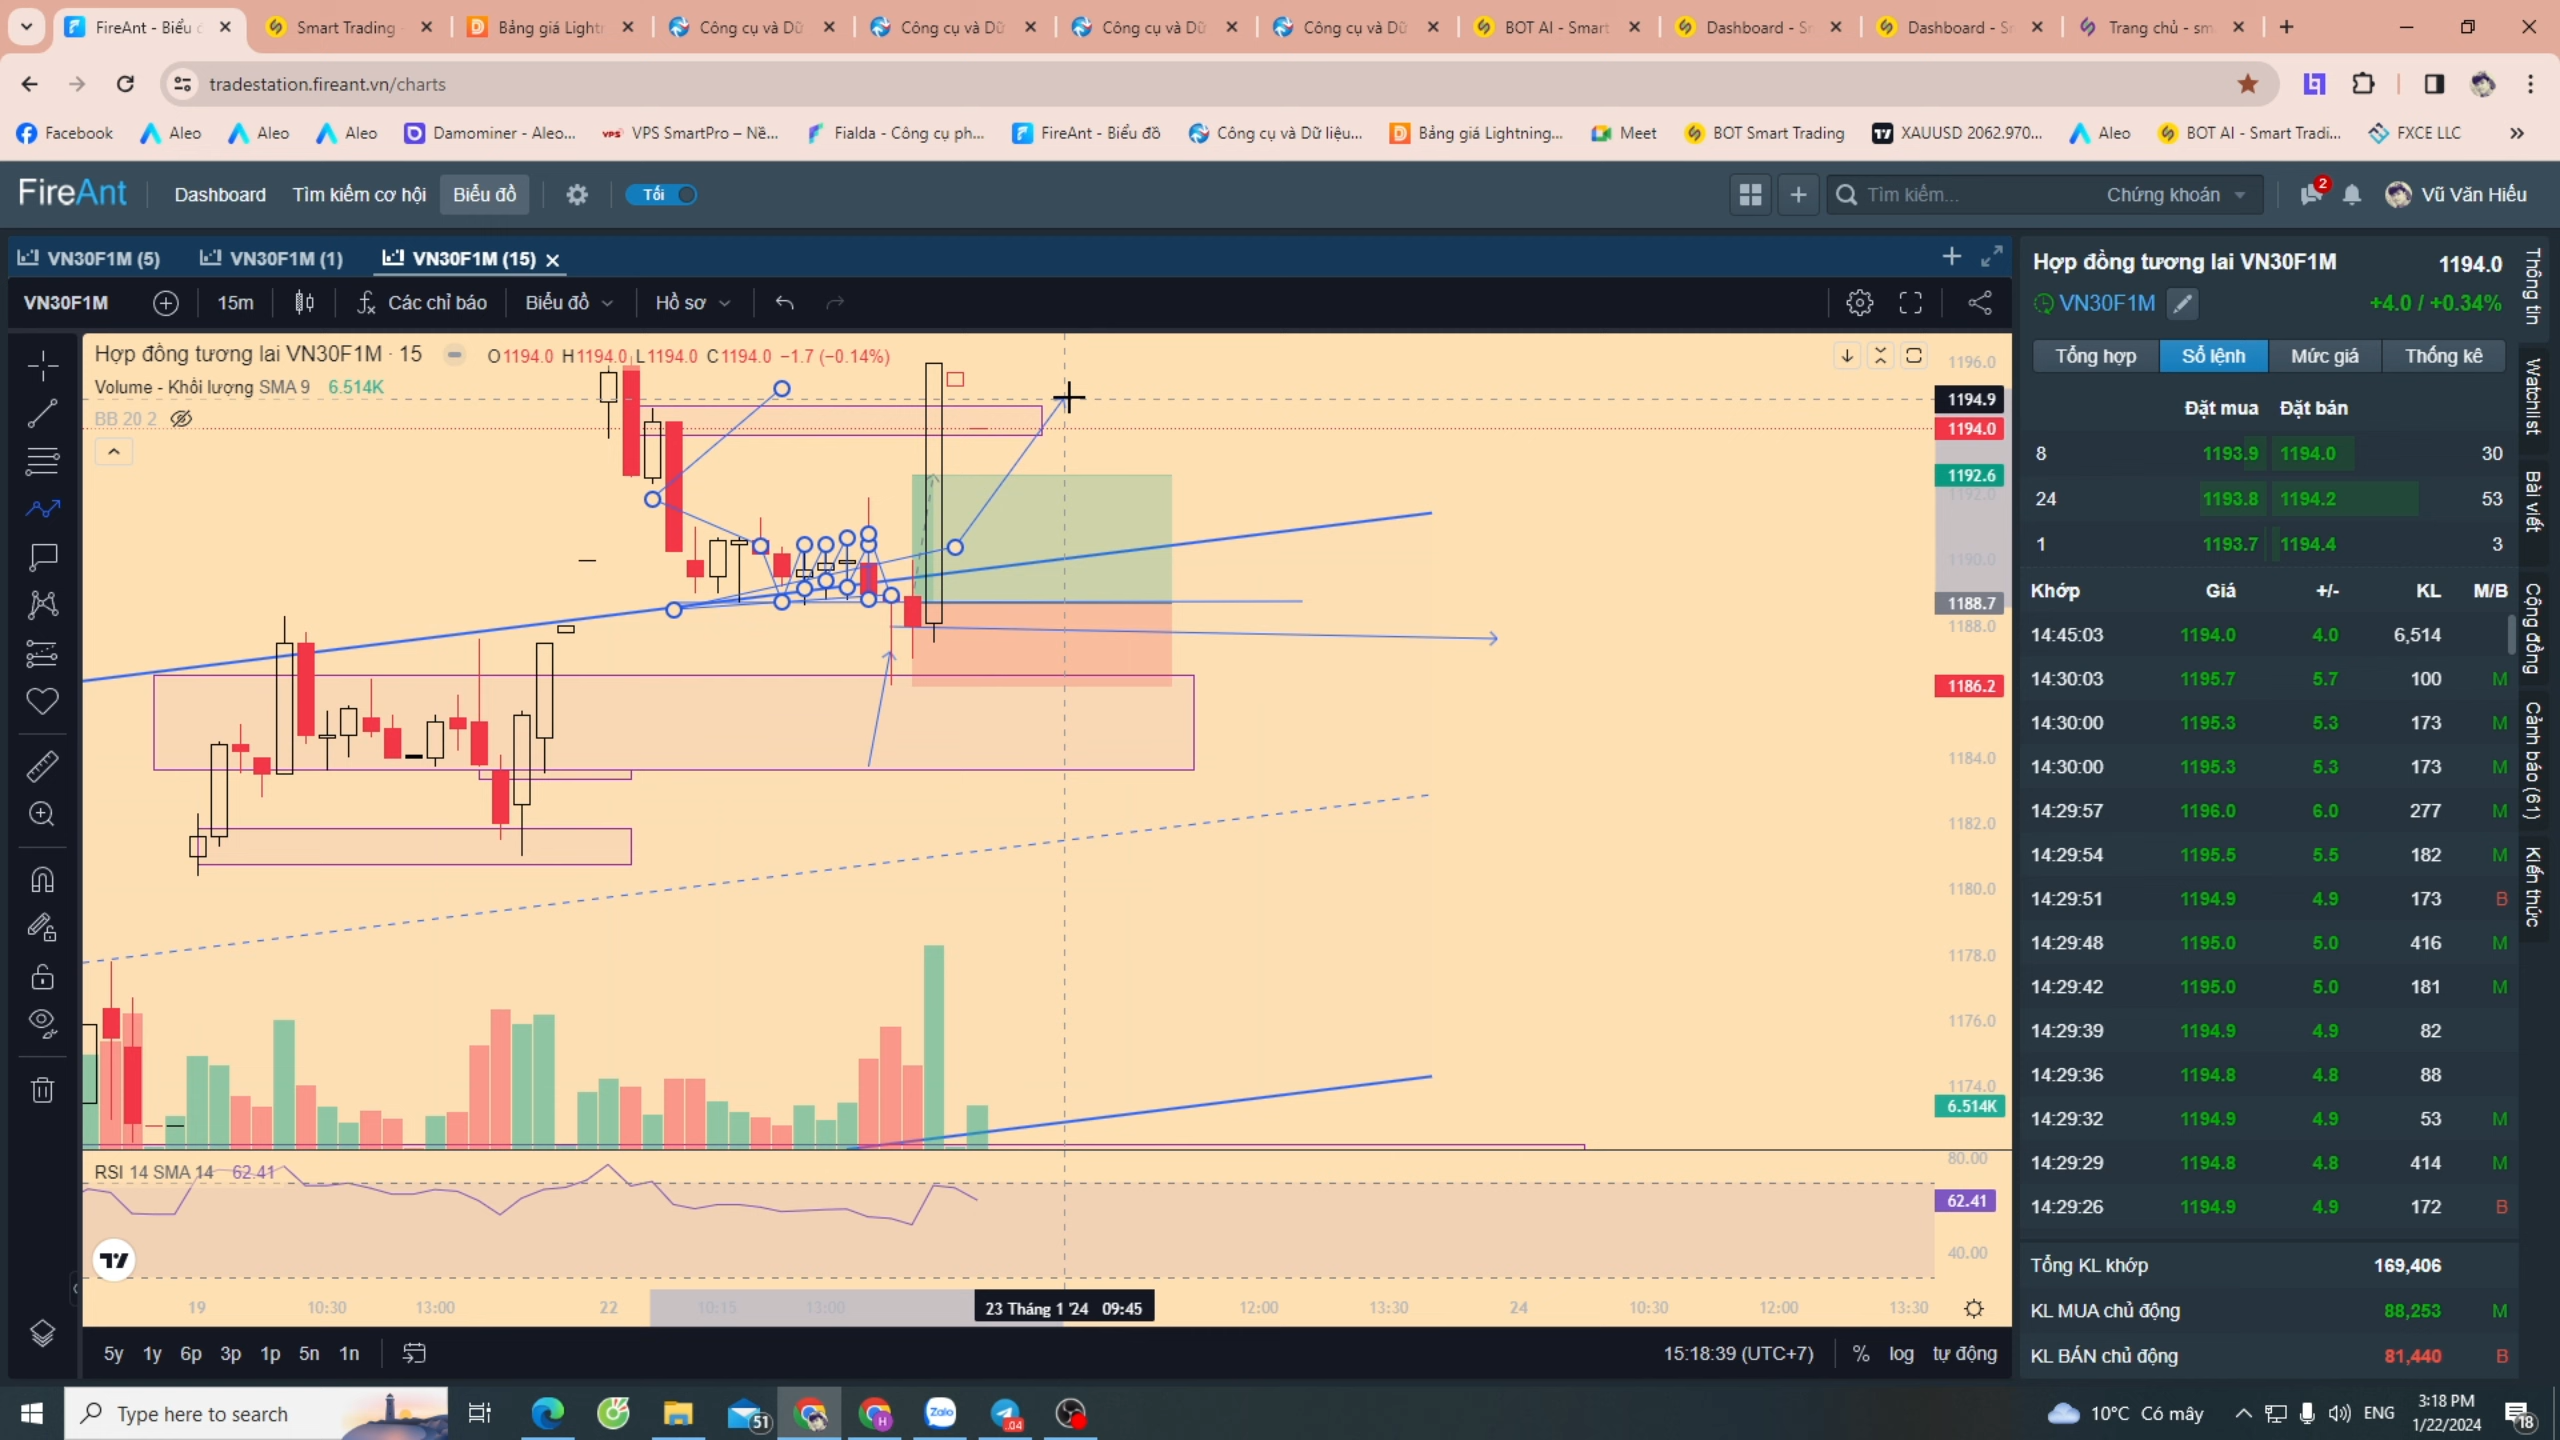 FireAnt - Biểu
Smart Trading
Bảng giá Light
Công cụ và Dữ
Công cụ và Dữ
Công cụ và Dữ
Công cụ và Dữ
BOT AI - Smart
Dashboard - S
Dashboard - S
Trang chủ - sm
tradestation.fireant.vn/charts
Facebook
Aleo
Aleo
Aleo
Damominer - Aleo...
VPS SmartPro – Nề...
Fialda - Công cụ ph...
FireAnt - Biểu đồ
Công cụ và Dữ liệu...
Bảng giá Lightning...
Meet
BOT Smart Trading
XAUUSD 2062.970...
Aleo
BOT AI - Smart Tradi...
FXCE LLC
FireAnt
Dashboard
Tìm kiếm cơ hội
Biểu đồ
Tối
Tìm kiếm...
Chứng khoán
2
Vũ Văn Hiếu
VN30F1M (5)
VN30F1M (1)
VN30F1M (15)
VN30F1M
15m
Các chỉ báo
Biểu đồ
Hồ sơ
Hợp đồng tương lai VN30F1M · 15
O1194.0 H1194.0 L1194.0 C1194.0 −1.7 (−0.14%)
Volume - Khối lượng SMA 9 6.514K
BB 20 2
1196.0
1194.9
1194.0
1192.6
1192.0
1190.0
1188.7
1188.0
1186.2
1184.0
1182.0
1180.0
1178.0
1176.0
1174.0
6.514K
RSI 14 SMA 14 62.41
80.00
62.41
40.00
19
10:30
13:00
22
10:15
13:00
23 Tháng 1 '24 09:45
12:00
13:30
24
10:30
12:00
13:30
5y
1y
6p
3p
1p
5n
1n
15:18:39 (UTC+7)
%
log
tự động
Hợp đồng tương lai VN30F1M 1194.0
VN30F1M +4.0 / +0.34%
Tổng hợp
Sổ lệnh
Mức giá
Thống kê
Đặt mua Đặt bán
8 1193.9 1194.0 30
24 1193.8 1194.2 53
1 1193.7 1194.4 3
Khớp Giá +/- KL M/B
14:45:03 1194.0 4.0 6,514
14:30:03 1195.7 5.7 100 M
14:30:00 1195.3 5.3 173 M
14:30:00 1195.3 5.3 173 M
14:29:57 1196.0 6.0 277 M
14:29:54 1195.5 5.5 182 M
14:29:51 1194.9 4.9 173 B
14:29:48 1195.0 5.0 416 M
14:29:42 1195.0 5.0 181 M
14:29:39 1194.9 4.9 82
14:29:36 1194.8 4.8 88
14:29:32 1194.9 4.9 53 M
14:29:29 1194.8 4.8 414 M
14:29:26 1194.9 4.9 172 B
Tổng KL khớp 169,406
KL MUA chủ động 88,253 M
KL BÁN chủ động 81,440 B
Thông tin
Watchlist
Bài viết
Cộng đồng
Cảnh báo (61)
Kiến thức
Type here to search
51
Zalo
H
04
10°C Có mây
ENG
3:18 PM
1/22/2024
18